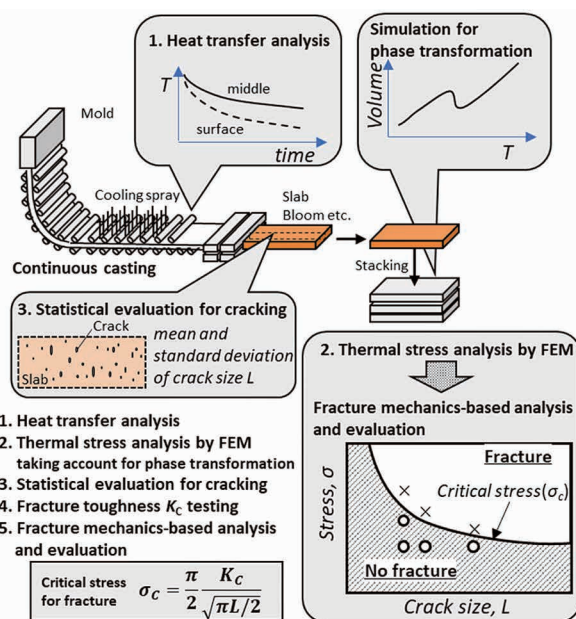 1. Heat transfer analysis
T
middle
surface
time
Simulation for
phase transformation
Volume
T
Mold
Cooling spray
Slab
Bloom etc.
Continuous casting
Stacking
3. Statistical evaluation for cracking
Crack
Slab
mean and
standard deviation
of crack size L
2. Thermal stress analysis by FEM
Fracture mechanics-based analysis
and evaluation
Stress, σ
Fracture
Critical stress(σc)
No fracture
Crack size, L
1. Heat transfer analysis
2. Thermal stress analysis by FEM
taking account for phase transformation
3. Statistical evaluation for cracking
4. Fracture toughness KC testing
5. Fracture mechanics-based analysis
and evaluation
Critical stress
for fracture
σC = π/2 KC/√πL/2